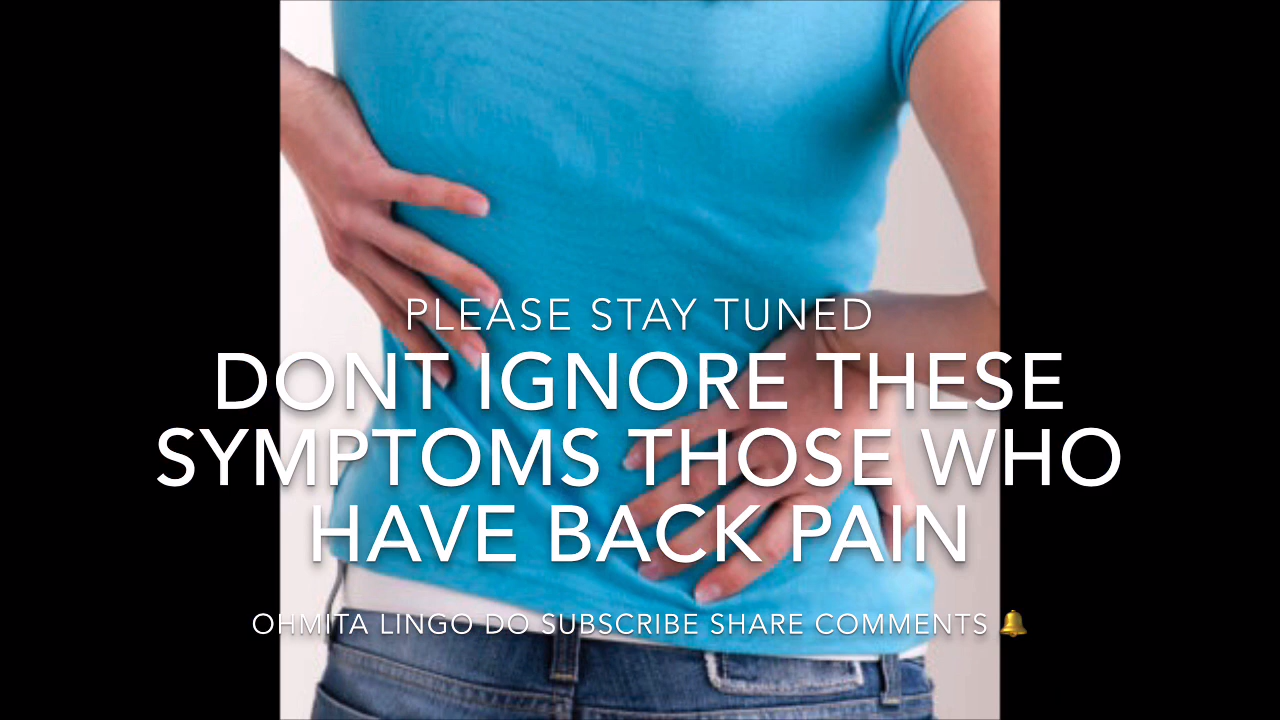 PLEASE STAY TUNED
DONT IGNORE THESE
SYMPTOMS THOSE WHO
HAVE BACK PAIN
OHMITA LINGO DO SUBSCRIBE SHARE COMMENTS 🔔